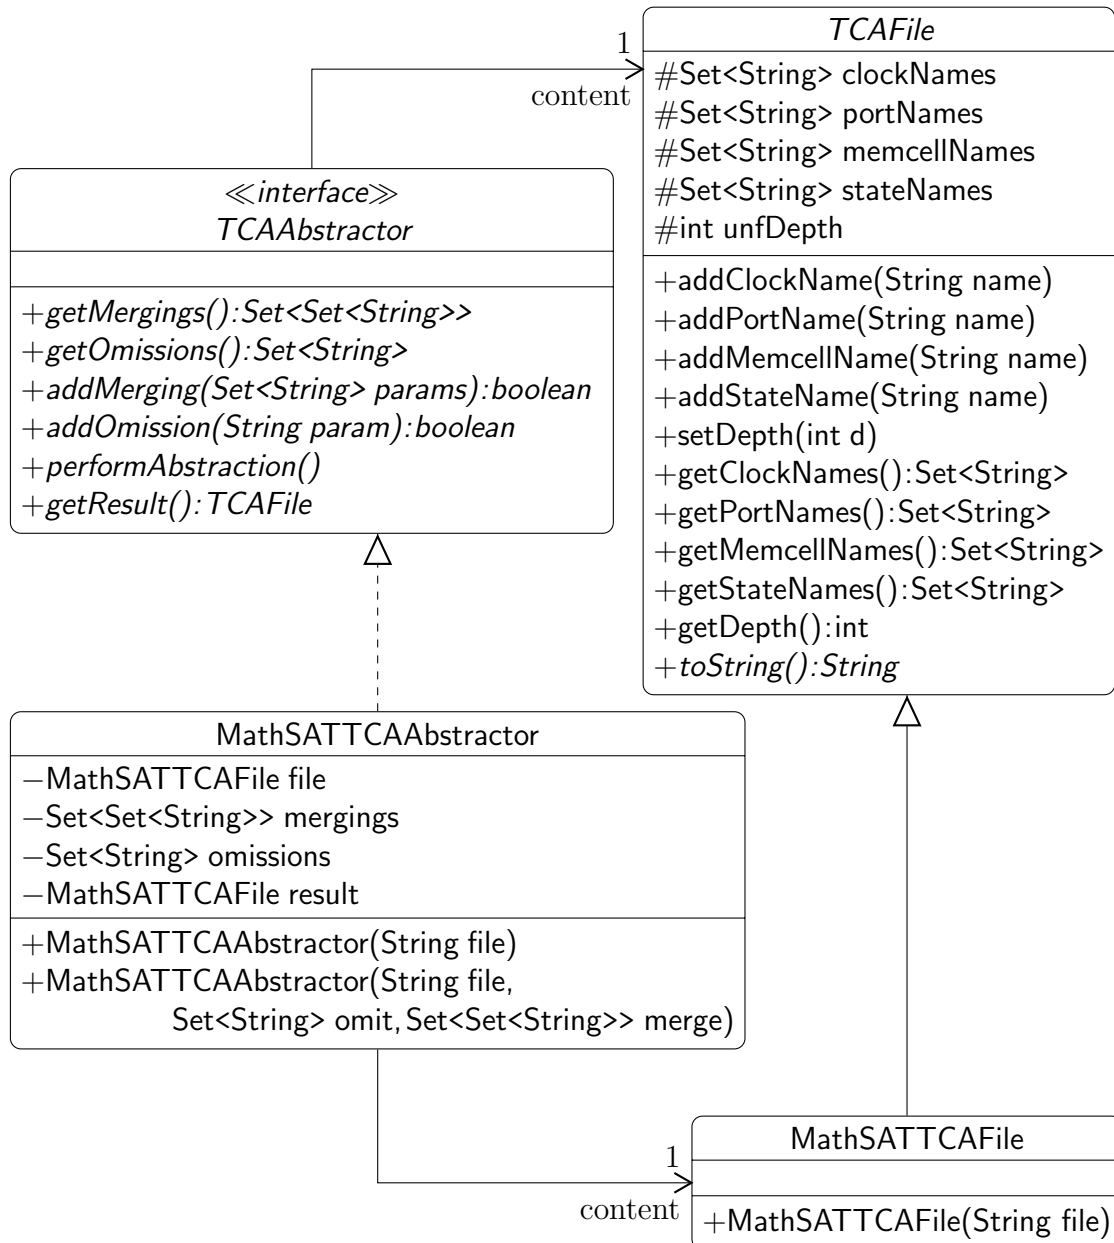 TCAFile
#Set<String> clockNames
#Set<String> portNames
#Set<String> memcellNames
#Set<String> stateNames
#int unfDepth
+addClockName(String name)
+addPortName(String name)
+addMemcellName(String name)
+addStateName(String name)
+setDepth(int d)
+getClockNames():Set<String>
+getPortNames():Set<String>
+getMemcellNames():Set<String>
+getStateNames():Set<String>
+getDepth():int
+toString():String
1
content
≪interface≫
TCAAbstractor
+getMergings():Set<Set<String>>
+getOmissions():Set<String>
+addMerging(Set<String> params):boolean
+addOmission(String param):boolean
+performAbstraction()
+getResult():TCAFile
MathSATTCAAbstractor
−MathSATTCAFile file
−Set<Set<String>> mergings
−Set<String> omissions
−MathSATTCAFile result
+MathSATTCAAbstractor(String file)
+MathSATTCAAbstractor(String file,
Set<String> omit,Set<Set<String>> merge)
1
content
MathSATTCAFile
+MathSATTCAFile(String file)